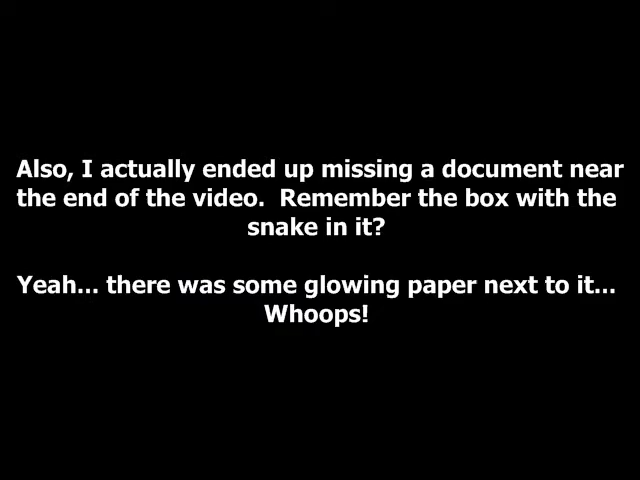 Also, I actually ended up missing a document near
the end of the video.  Remember the box with the
snake in it?
Yeah... there was some glowing paper next to it...
Whoops!